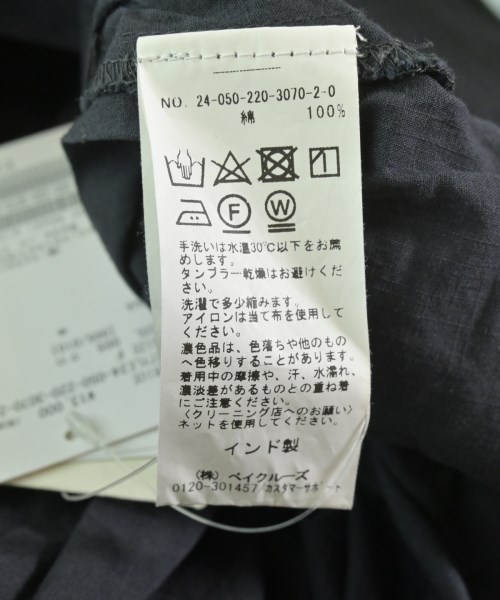 NO. 24-050-220-3070-2-0
綿 100%
F W
手洗いは水温30℃以下をお薦
めします。
タンブラー乾燥はお避けくだ
さい。
洗濯で多少縮みます。
アイロンは当て布を使用して
ください。
濃色品は、色落ちや他のもの
へ色移りすることがあります。
着用中の摩擦や、汗、水濡れ、
濃淡差があるものとの重ね着
にご注意ください。
〈クリーニング店へのお願い〉
ネットを使用してください。
インド製
(株) ベイクルーズ
0120-301457 カスタマーサポート